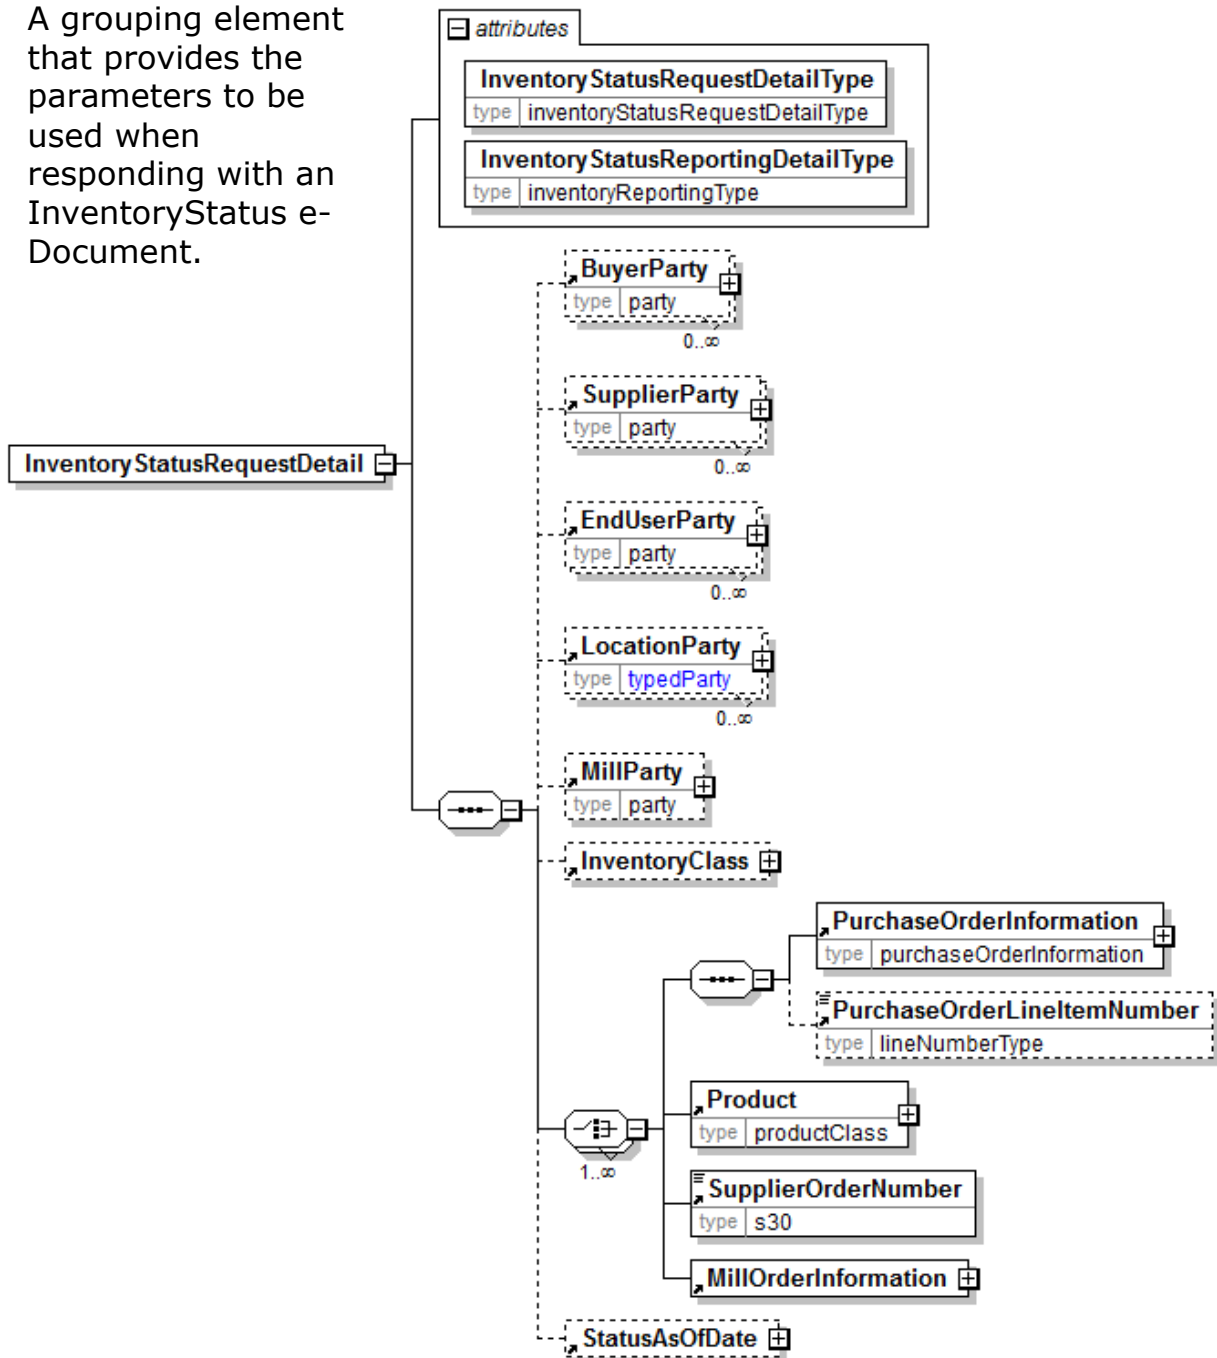 A grouping element
that provides the
parameters to be
used when
responding with an
InventoryStatus e-
Document.
attributes
InventoryStatusRequestDetailType
type inventoryStatusRequestDetailType
InventoryStatusReportingDetailType
type inventoryReportingType
BuyerParty
type party
0..∞
SupplierParty
type party
0..∞
InventoryStatusRequestDetail
EndUserParty
type party
0..∞
LocationParty
type typedParty
0..∞
MillParty
type party
InventoryClass
PurchaseOrderInformation
type purchaseOrderInformation
PurchaseOrderLineItemNumber
type lineNumberType
Product
type productClass
1..∞
SupplierOrderNumber
type s30
MillOrderInformation
StatusAsOfDate